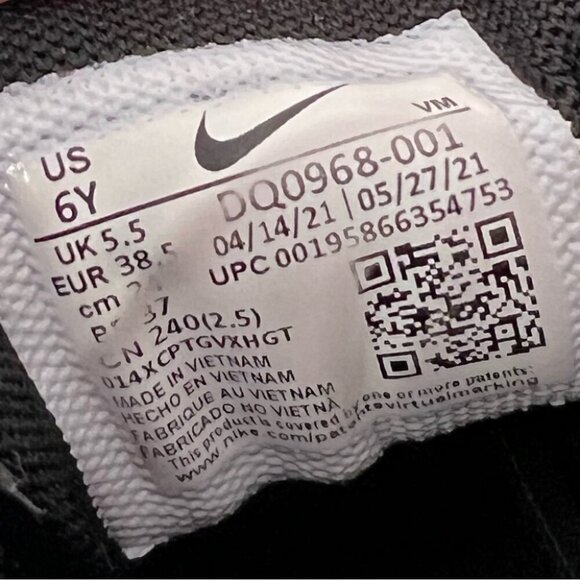 US
6Y
VM
DQ0968-001
04/14/21 | 05/27/21
UPC 00195866354753
UK 5.5
EUR 38.5
cm
37
CN 240(2.5)
014XCPTGVXHGT
MADE IN VIETNAM
HECHO EN VIETNAM
FABRIQUE AU VIETNAM
FABRICADO NO VIETNA
This product is covered by one or more patents:
www.nike.com/patentvirtualmarking